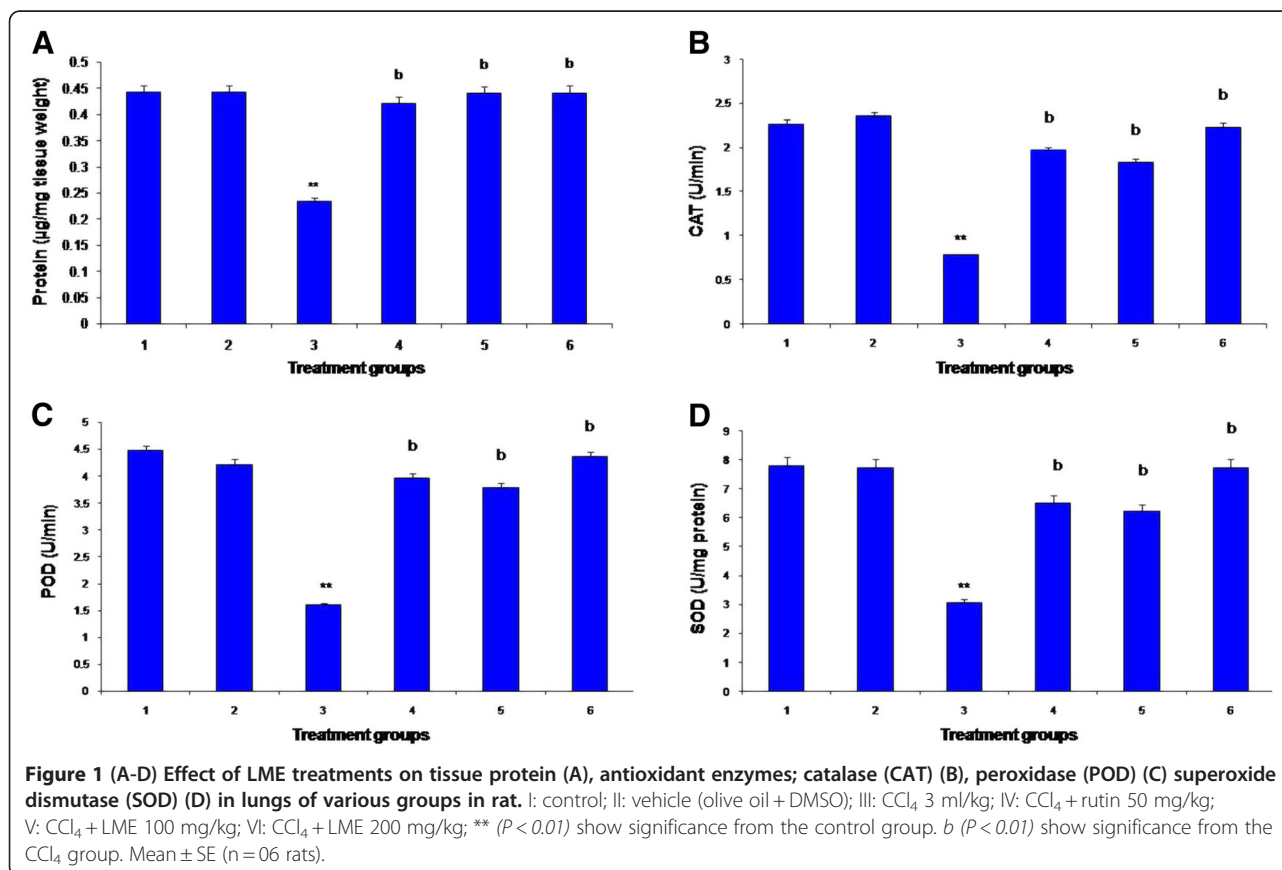 A
Protein (µg/mg tissue weight)
0.5
0.45
0.4
0.35
0.3
0.25
0.2
0.15
0.1
0.05
0
**
b
b
b
1 2 3 4 5 6
Treatment groups
B
CAT (U/min)
3
2.5
2
1.5
1
0.5
0
**
b
b
b
1 2 3 4 5 6
Treatment groups
C
POD (U/min)
5
4.5
4
3.5
3
2.5
2
1.5
1
0.5
0
**
b
b
b
1 2 3 4 5 6
Treatment groups
D
SOD (U/mg protein)
9
8
7
6
5
4
3
2
1
0
**
b
b
b
1 2 3 4 5 6
Treatment groups
Figure 1 (A-D) Effect of LME treatments on tissue protein (A), antioxidant enzymes; catalase (CAT) (B), peroxidase (POD) (C) superoxide
dismutase (SOD) (D) in lungs of various groups in rat. I: control; II: vehicle (olive oil + DMSO); III: CCl₄ 3 ml/kg; IV: CCl₄ + rutin 50 mg/kg;
V: CCl₄ + LME 100 mg/kg; VI: CCl₄ + LME 200 mg/kg; ** (P < 0.01) show significance from the control group. b (P < 0.01) show significance from the
CCl₄ group. Mean ± SE (n = 06 rats).